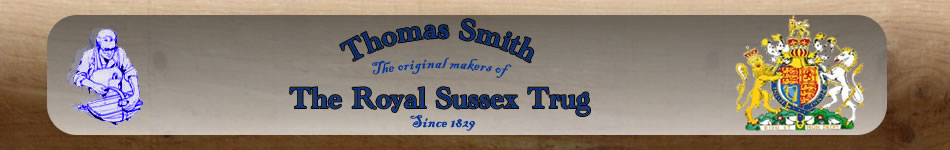 Thomas Smith
The original makers of
The Royal Sussex Trug
Since 1829